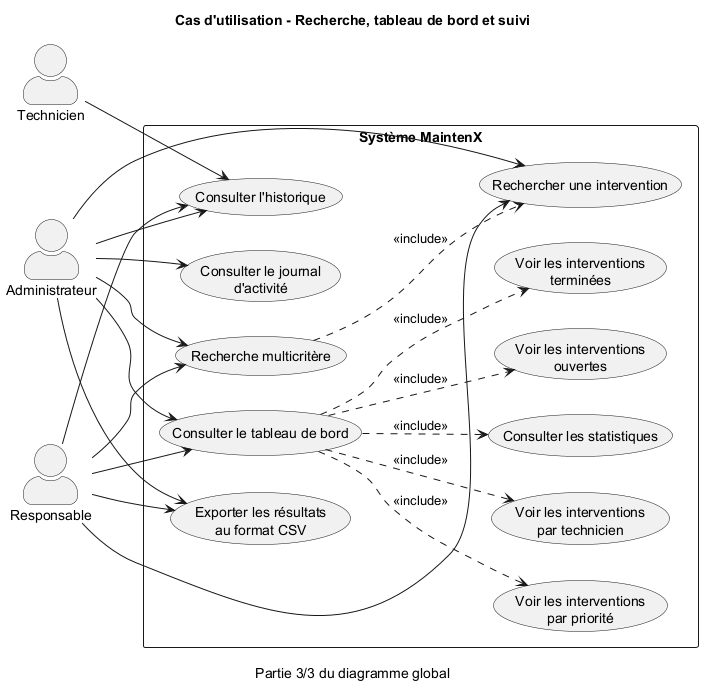 Cas d'utilisation - Recherche, tableau de bord et suivi
Technicien
Administrateur
Responsable
Système MaintenX
Consulter l'historique
Consulter le journal
d'activité
Recherche multicritère
Consulter le tableau de bord
Exporter les résultats
au format CSV
Rechercher une intervention
«include»
Voir les interventions
terminées
«include»
Voir les interventions
ouvertes
«include»
Consulter les statistiques
«include»
Voir les interventions
par technicien
«include»
Voir les interventions
par priorité
«include»
Partie 3/3 du diagramme global